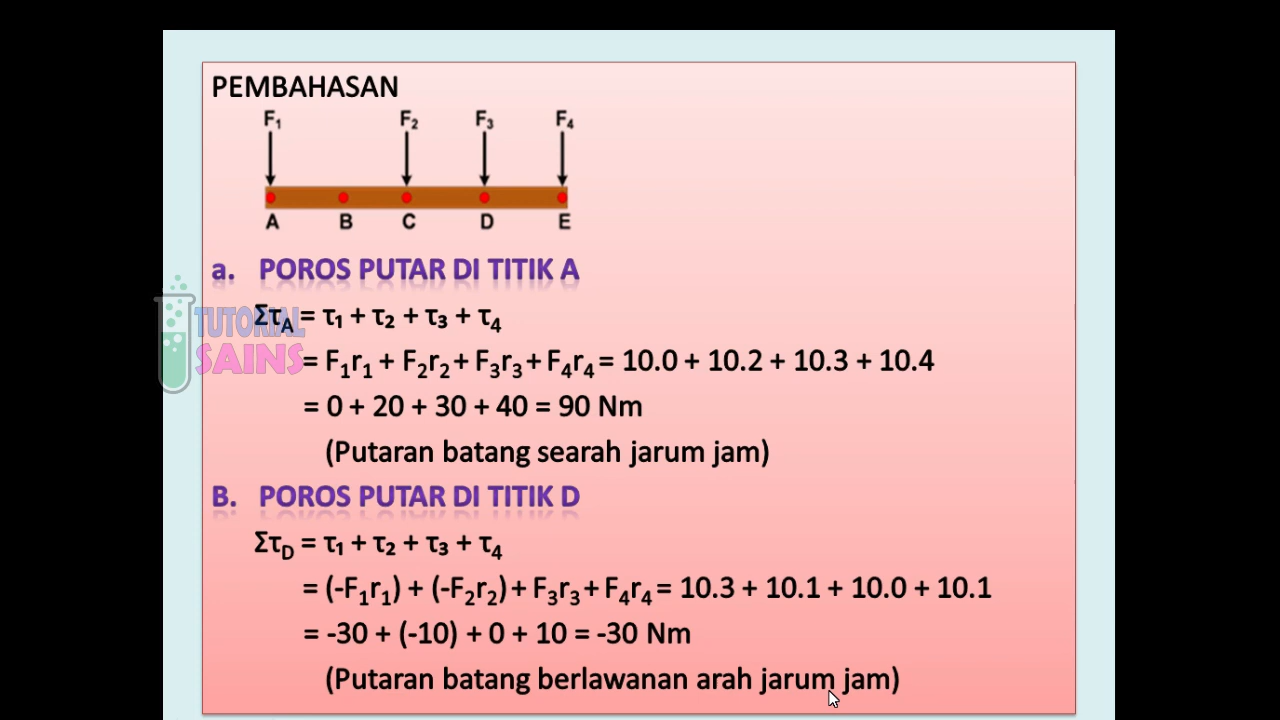 PEMBAHASAN
F₁ F₂ F₃ F₄
A B C D E
a. POROS PUTAR DI TITIK A
Στ_A = τ₁ + τ₂ + τ₃ + τ₄
TUTORIAL
SAINS
= F₁r₁ + F₂r₂ + F₃r₃ + F₄r₄ = 10.0 + 10.2 + 10.3 + 10.4
= 0 + 20 + 30 + 40 = 90 Nm
(Putaran batang searah jarum jam)
B. POROS PUTAR DI TITIK D
Στ_D = τ₁ + τ₂ + τ₃ + τ₄
= (-F₁r₁) + (-F₂r₂) + F₃r₃ + F₄r₄ = 10.3 + 10.1 + 10.0 + 10.1
= -30 + (-10) + 0 + 10 = -30 Nm
(Putaran batang berlawanan arah jarum jam)